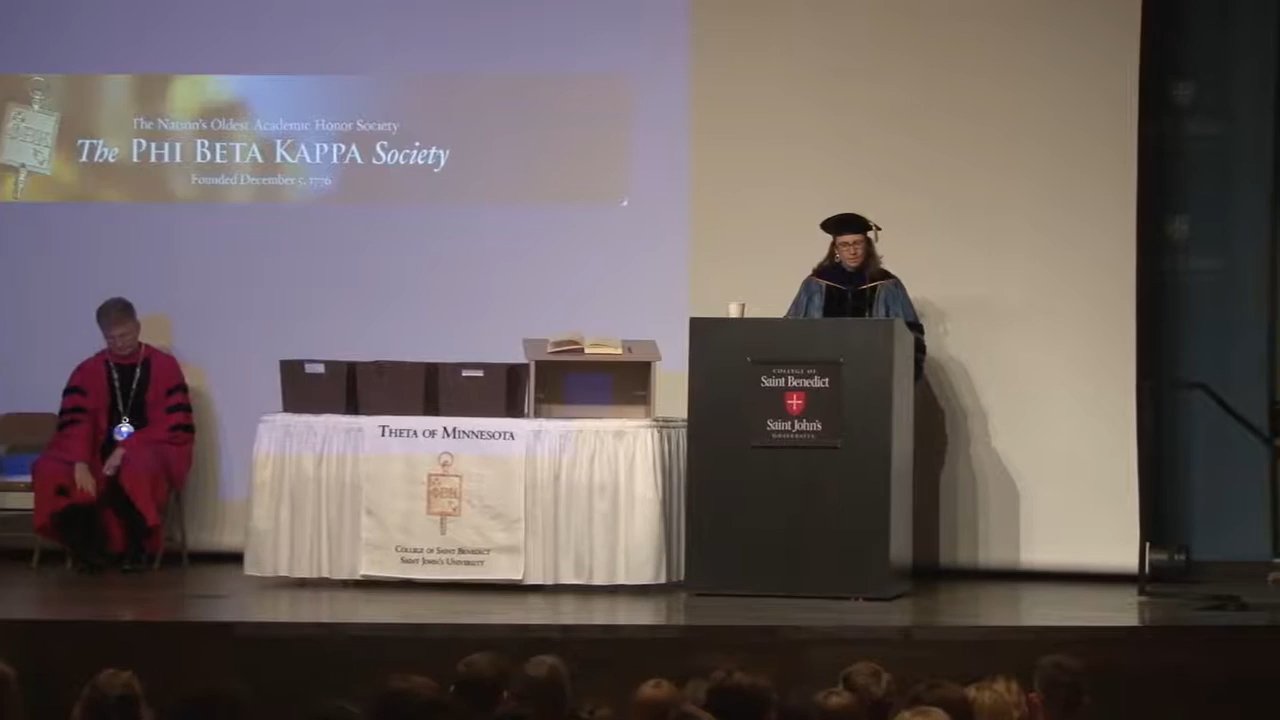 The Nation's Oldest Academic Honor Society
The PHI BETA KAPPA Society
Founded December 5, 1776
THETA OF MINNESOTA
ΦΒΚ
COLLEGE OF SAINT BENEDICT
SAINT JOHN'S UNIVERSITY
COLLEGE OF
Saint Benedict
Saint John's
UNIVERSITY